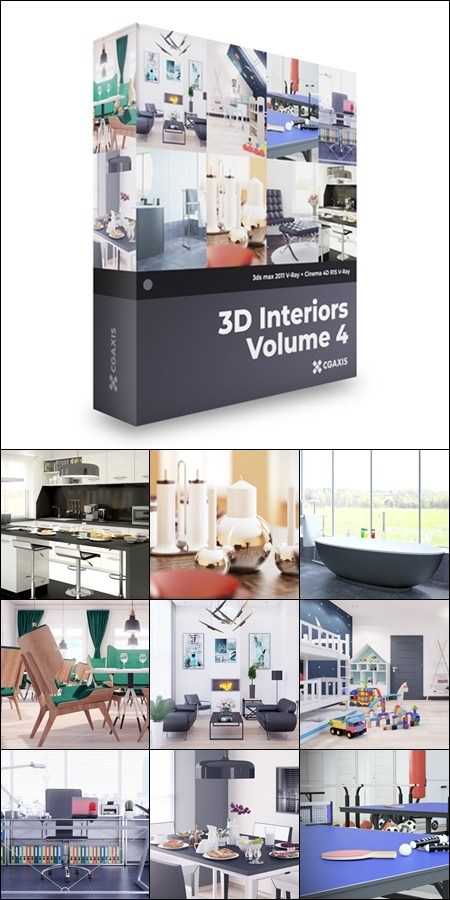 3ds max 2011 V-Ray • Cinema 4D R15 V-Ray
3D Interiors
Volume 4
CGAXIS
CGAXIS